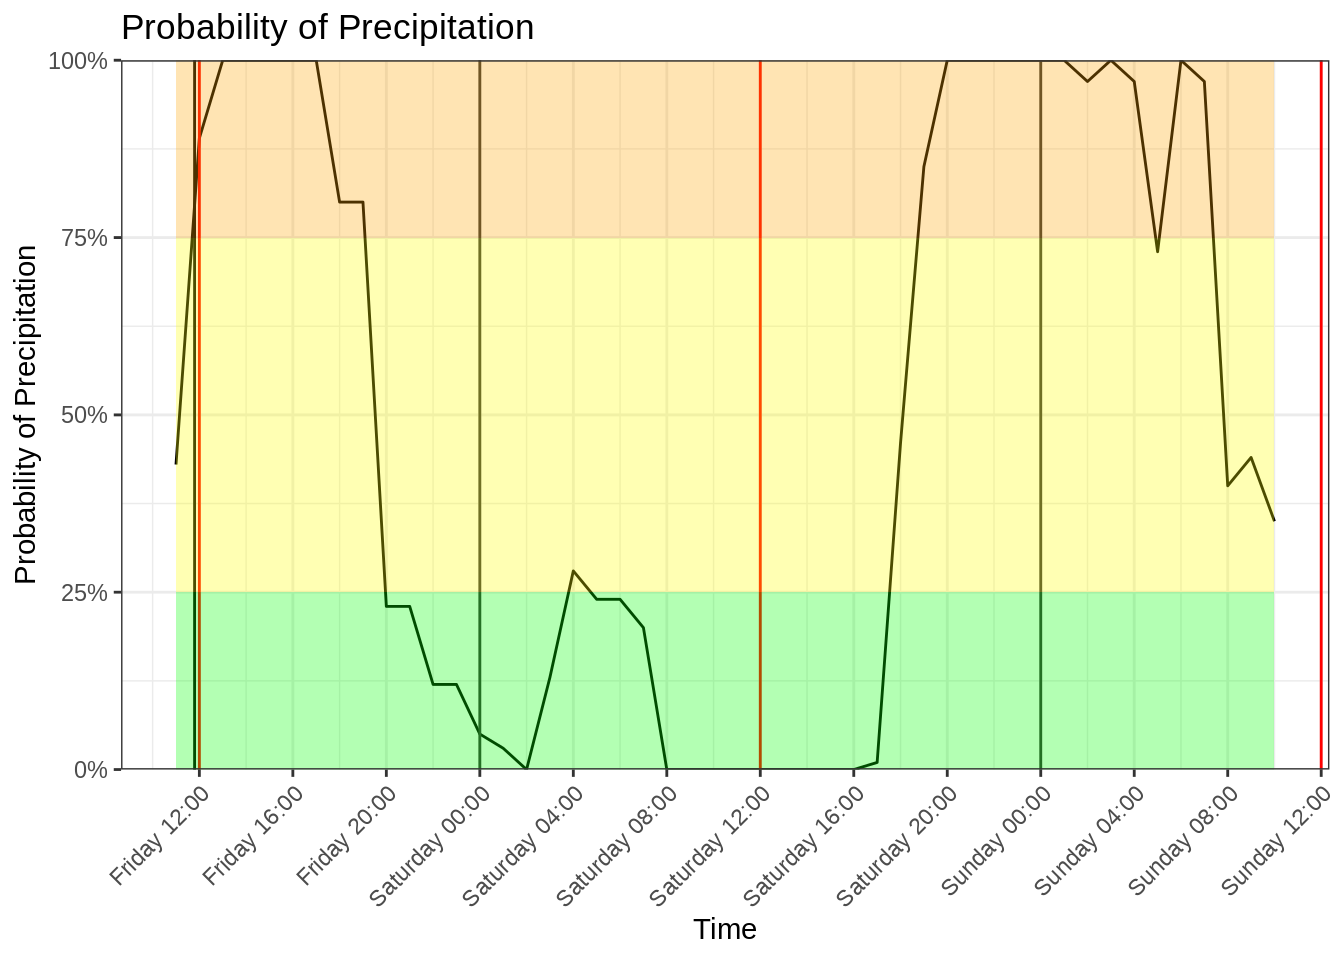 Probability of Precipitation
Probability of Precipitation
100%
75%
50%
25%
0%
Friday 12:00
Friday 16:00
Friday 20:00
Saturday 00:00
Saturday 04:00
Saturday 08:00
Saturday 12:00
Saturday 16:00
Saturday 20:00
Sunday 00:00
Sunday 04:00
Sunday 08:00
Sunday 12:00
Time